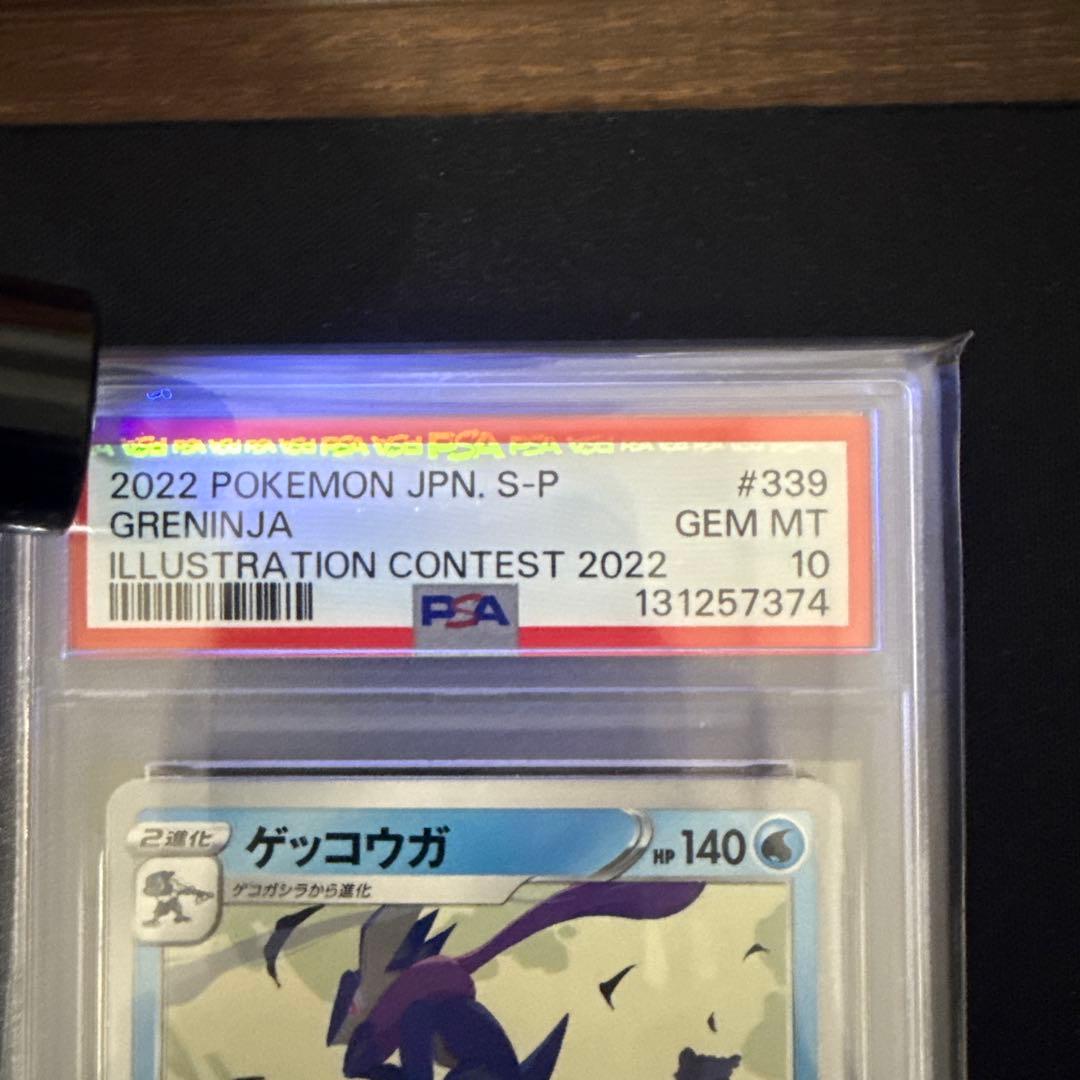 2022 POKEMON JPN. S-P #339
GRENINJA GEM MT
ILLUSTRATION CONTEST 2022 10
PSA 131257374
2進化 ゲッコウガ HP 140
ゲコガシラから進化